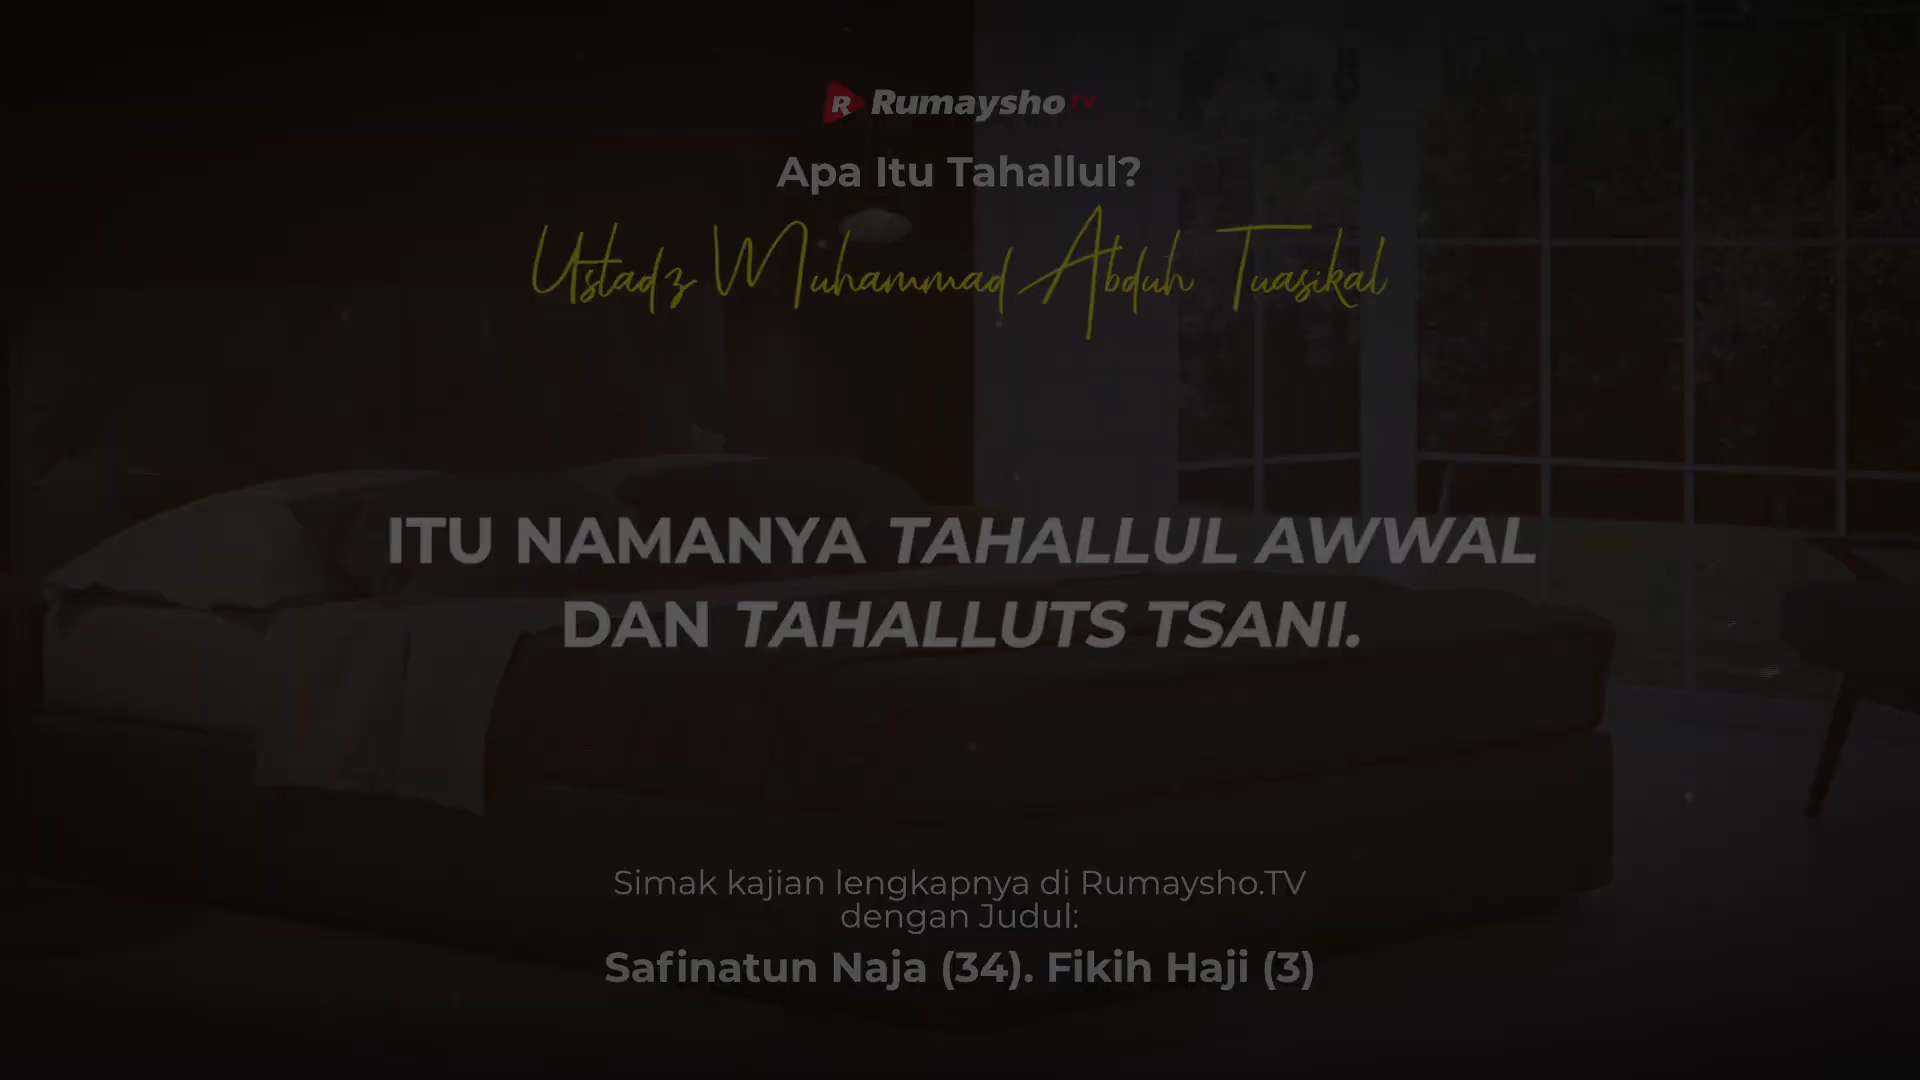 R Rumaysho TV
Apa Itu Tahallul?
Ustadz Muhammad Abduh Tuasikal
ITU NAMANYA TAHALLUL AWWAL
DAN TAHALLUTS TSANI.
Simak kajian lengkapnya di Rumaysho.TV
dengan Judul:
Safinatun Naja (34). Fikih Haji (3)